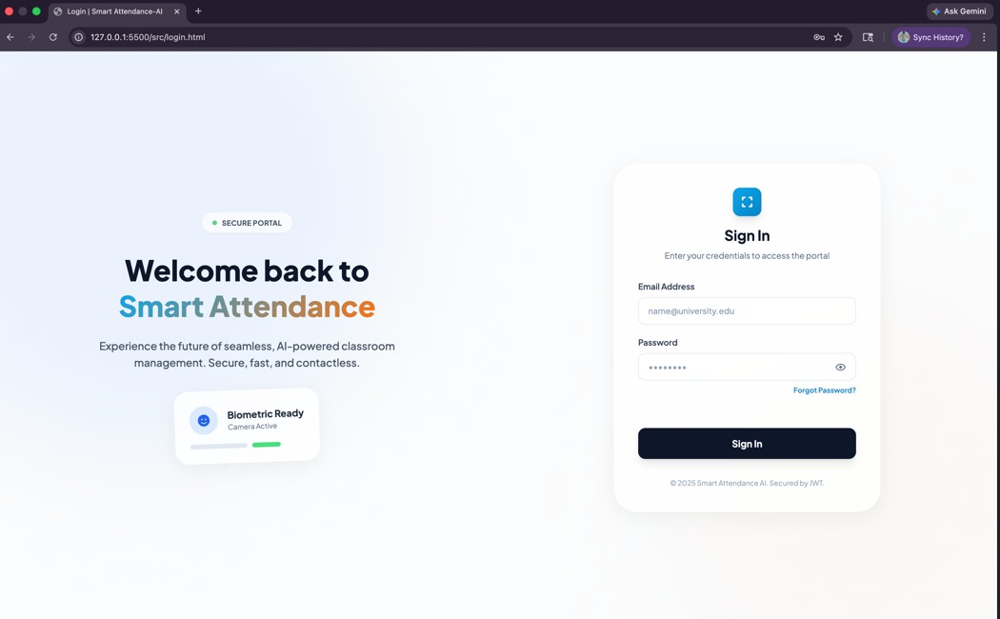 Login | Smart Attendance-AI
Ask Gemini
127.0.0.1:5500/src/login.html
Sync History?
SECURE PORTAL
Welcome back to
Smart Attendance
Experience the future of seamless, AI-powered classroom
management. Secure, fast, and contactless.
Biometric Ready
Camera Active
Sign In
Enter your credentials to access the portal
Email Address
name@university.edu
Password
Forgot Password?
Sign In
© 2025 Smart Attendance AI. Secured by JWT.